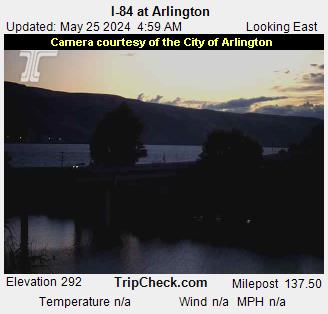 I-84 at Arlington
Updated: May 25 2024 4:59 AM Looking East
Camera courtesy of the City of Arlington
Elevation 292 TripCheck.com Milepost 137.50
Temperature n/a Wind n/a MPH n/a